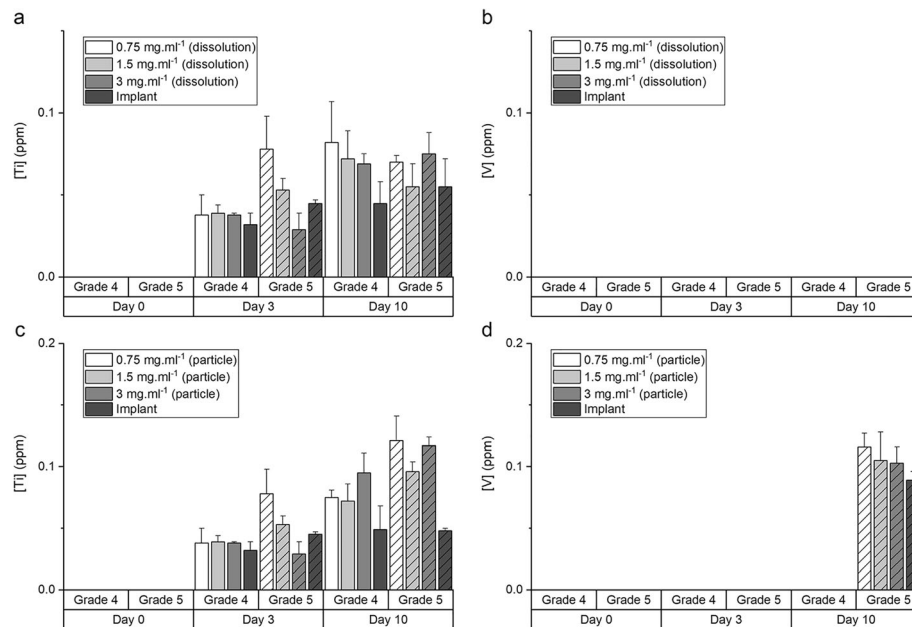 a
0.75 mg.ml⁻¹ (dissolution)
1.5 mg.ml⁻¹ (dissolution)
3 mg.ml⁻¹ (dissolution)
Implant
[Ti] (ppm)
0.1
0.0
Grade 4 Grade 5 Grade 4 Grade 5 Grade 4 Grade 5
Day 0 Day 3 Day 10
b
0.75 mg.ml⁻¹ (dissolution)
1.5 mg.ml⁻¹ (dissolution)
3 mg.ml⁻¹ (dissolution)
Implant
[V] (ppm)
0.1
0.0
Grade 4 Grade 5 Grade 4 Grade 5 Grade 4 Grade 5
Day 0 Day 3 Day 10
c
0.2
0.75 mg.ml⁻¹ (particle)
1.5 mg.ml⁻¹ (particle)
3 mg.ml⁻¹ (particle)
Implant
[Ti] (ppm)
0.1
0.0
Grade 4 Grade 5 Grade 4 Grade 5 Grade 4 Grade 5
Day 0 Day 3 Day 10
d
0.2
0.75 mg.ml⁻¹ (particle)
1.5 mg.ml⁻¹ (particle)
3 mg.ml⁻¹ (particle)
Implant
[V] (ppm)
0.1
0.0
Grade 4 Grade 5 Grade 4 Grade 5 Grade 4 Grade 5
Day 0 Day 3 Day 10